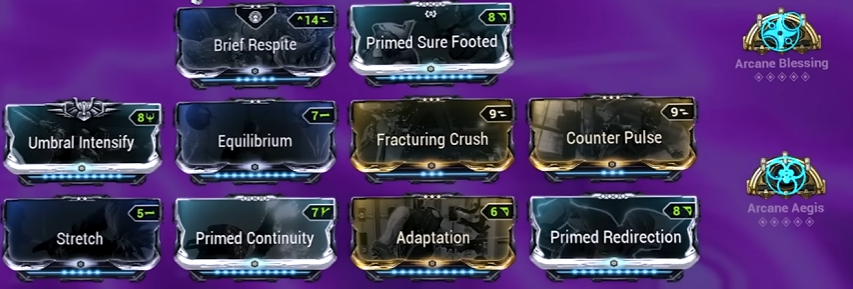 ^14
Brief Respite
8
Primed Sure Footed
Arcane Blessing
8
Umbral Intensify
7
Equilibrium
9
Fracturing Crush
9
Counter Pulse
Arcane Aegis
5
Stretch
7
Primed Continuity
6
Adaptation
8
Primed Redirection